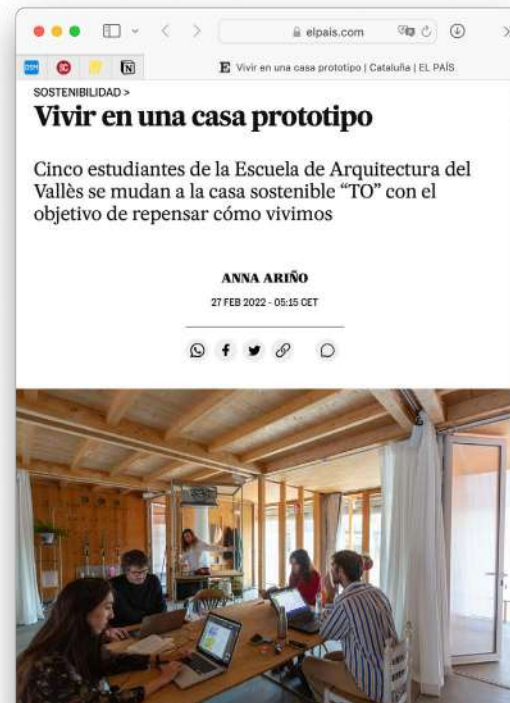 elpais.com
DSM
SC
N
E Vivir en una casa prototipo | Cataluña | EL PAÍS
SOSTENIBILIDAD >
Vivir en una casa prototipo
Cinco estudiantes de la Escuela de Arquitectura del
Vallès se mudan a la casa sostenible “TO” con el
objetivo de repensar cómo vivimos
ANNA ARIÑO
27 FEB 2022 - 05:15 CET